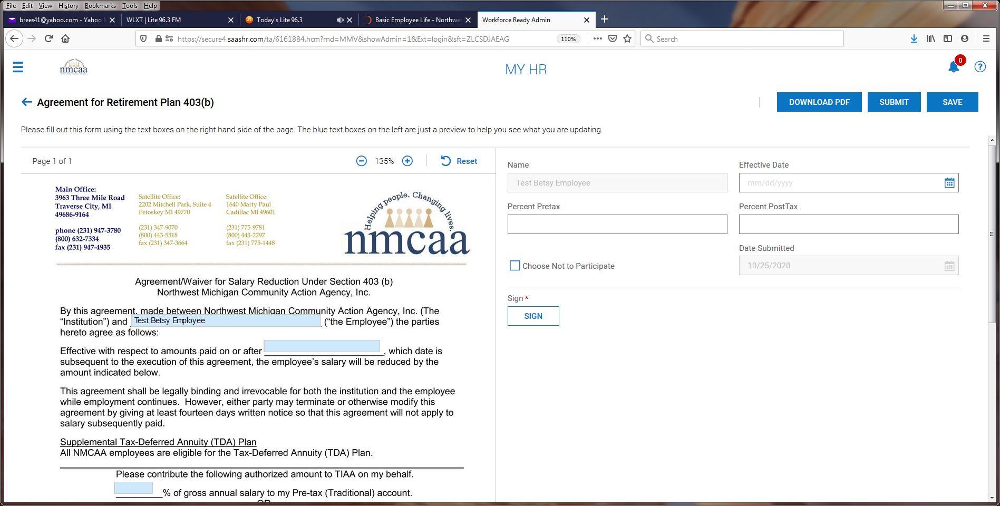 File Edit View History Bookmarks Tools Help
brees41@yahoo.com - Yahoo
WLXT | Lite 96.3 FM
Today's Lite 96.3
Basic Employee Life - Northwes
Workforce Ready Admin
https://secure4.saashr.com/ta/6161884.hcm?rnd=MMV&showAdmin=1&Ext=login&sft=ZLCSDJAEAG
110%
Search
nmcaa
MY HR
0
?
Agreement for Retirement Plan 403(b)
DOWNLOAD PDF
SUBMIT
SAVE
Please fill out this form using the text boxes on the right hand side of the page. The blue text boxes on the left are just a preview to help you see what you are updating.
Page 1 of 1
135%
Reset
Main Office:
3963 Three Mile Road
Traverse City, MI
49686-9164
phone (231) 947-3780
(800) 632-7334
fax (231) 947-4935
Satellite Office:
2202 Mitchell Park, Suite 4
Petoskey MI 49770
(231) 347-9070
(800) 443-5518
fax (231) 347-3664
Satellite Office:
1640 Marty Paul
Cadillac MI 49601
(231) 775-9781
(800) 443-2297
fax (231) 775-1448
Helping people. Changing lives.
nmcaa
Agreement/Waiver for Salary Reduction Under Section 403 (b)
Northwest Michigan Community Action Agency, Inc.
By this agreement, made between Northwest Michigan Community Action Agency, Inc. (The
“Institution”) and Test Betsy Employee (“the Employee”) the parties
hereto agree as follows:
Effective with respect to amounts paid on or after , which date is
subsequent to the execution of this agreement, the employee’s salary will be reduced by the
amount indicated below.
This agreement shall be legally binding and irrevocable for both the institution and the employee
while employment continues. However, either party may terminate or otherwise modify this
agreement by giving at least fourteen days written notice so that this agreement will not apply to
salary subsequently paid.
Supplemental Tax-Deferred Annuity (TDA) Plan
All NMCAA employees are eligible for the Tax-Deferred Annuity (TDA) Plan.
Please contribute the following authorized amount to TIAA on my behalf.
% of gross annual salary to my Pre-tax (Traditional) account.
OR
Name
Test Betsy Employee
Effective Date
mm/dd/yyyy
Percent Pretax
Percent PostTax
Choose Not to Participate
Date Submitted
10/25/2020
Sign *
SIGN